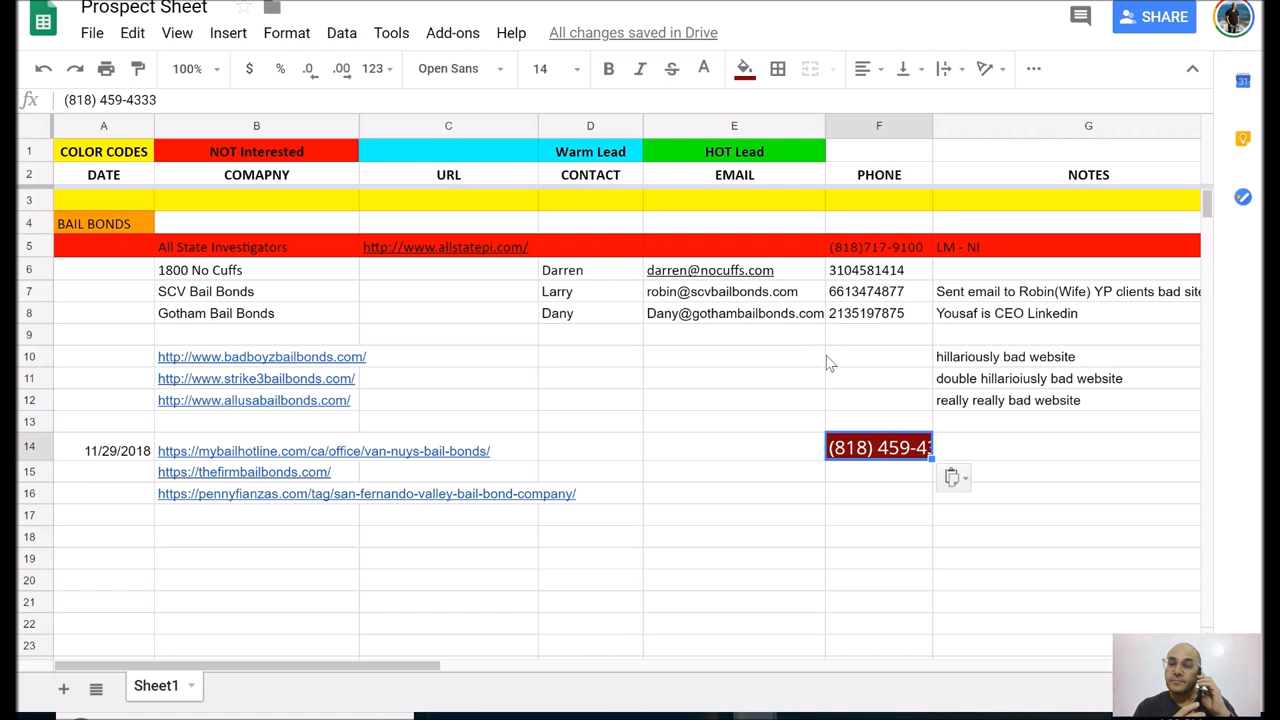 Prospect Sheet
File Edit View Insert Format Data Tools Add-ons Help All changes saved in Drive
SHARE
100% $ % .0 .00 123 Open Sans 14 B I S A
fx (818) 459-4333
A B C D E F G
1 COLOR CODES NOT Interested Warm Lead HOT Lead
2 DATE COMAPNY URL CONTACT EMAIL PHONE NOTES
3
4 BAIL BONDS
5 All State Investigators http://www.allstatepi.com/ (818)717-9100 LM - NI
6 1800 No Cuffs Darren darren@nocuffs.com 3104581414
7 SCV Bail Bonds Larry robin@scvbailbonds.com 6613474877 Sent email to Robin(Wife) YP clients bad site
8 Gotham Bail Bonds Dany Dany@gothambailbonds.com 2135197875 Yousaf is CEO Linkedin
9
10 http://www.badboyzbailbonds.com/ hillariously bad website
11 http://www.strike3bailbonds.com/ double hillarioiusly bad website
12 http://www.allusabailbonds.com/ really really bad website
13
14 11/29/2018 https://mybailhotline.com/ca/office/van-nuys-bail-bonds/ (818) 459-43
15 https://thefirmbailbonds.com/
16 https://pennyfianzas.com/tag/san-fernando-valley-bail-bond-company/
17
18
19
20
21
22
23
Sheet1